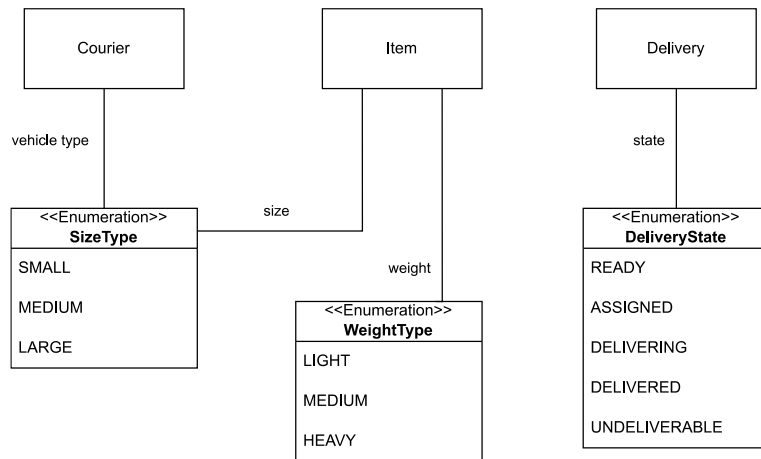 Courier
Item
Delivery
vehicle type
state
size
<<Enumeration>>
SizeType
SMALL
MEDIUM
LARGE
<<Enumeration>>
DeliveryState
READY
ASSIGNED
DELIVERING
DELIVERED
UNDELIVERABLE
weight
<<Enumeration>>
WeightType
LIGHT
MEDIUM
HEAVY